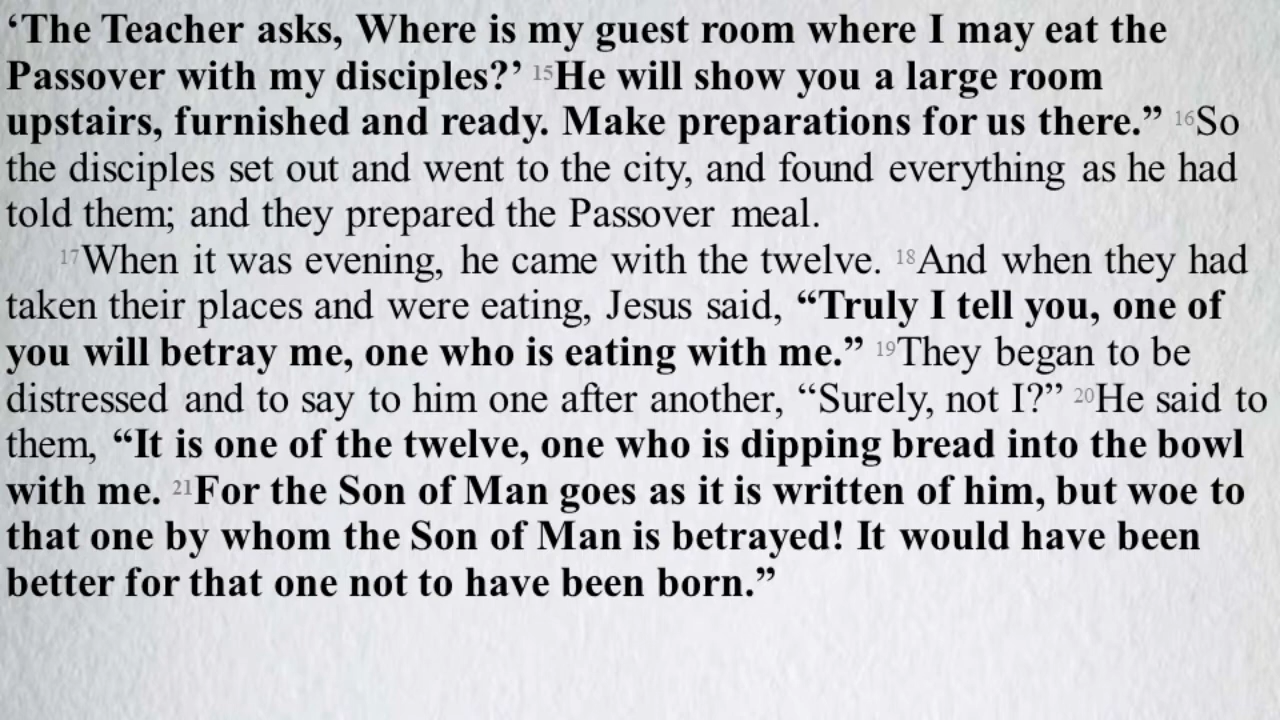 ‘The Teacher asks, Where is my guest room where I may eat the
Passover with my disciples?’ 15He will show you a large room
upstairs, furnished and ready. Make preparations for us there.” 16So
the disciples set out and went to the city, and found everything as he had
told them; and they prepared the Passover meal.
17When it was evening, he came with the twelve. 18And when they had
taken their places and were eating, Jesus said, “Truly I tell you, one of
you will betray me, one who is eating with me.” 19They began to be
distressed and to say to him one after another, “Surely, not I?” 20He said to
them, “It is one of the twelve, one who is dipping bread into the bowl
with me. 21For the Son of Man goes as it is written of him, but woe to
that one by whom the Son of Man is betrayed! It would have been
better for that one not to have been born.”